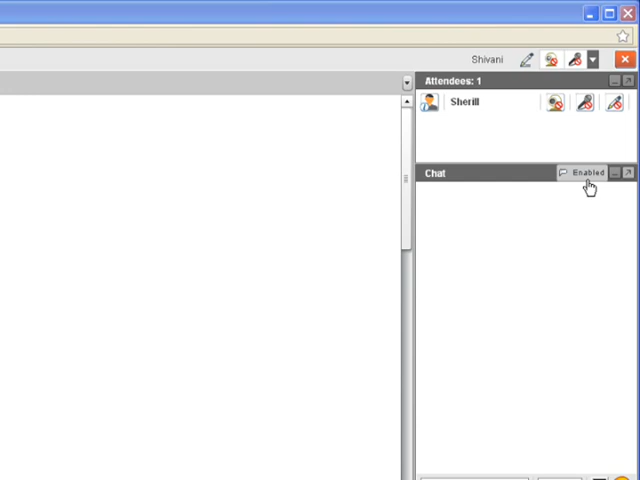 Shivani
Attendees: 1
Sherill
Chat
Enabled